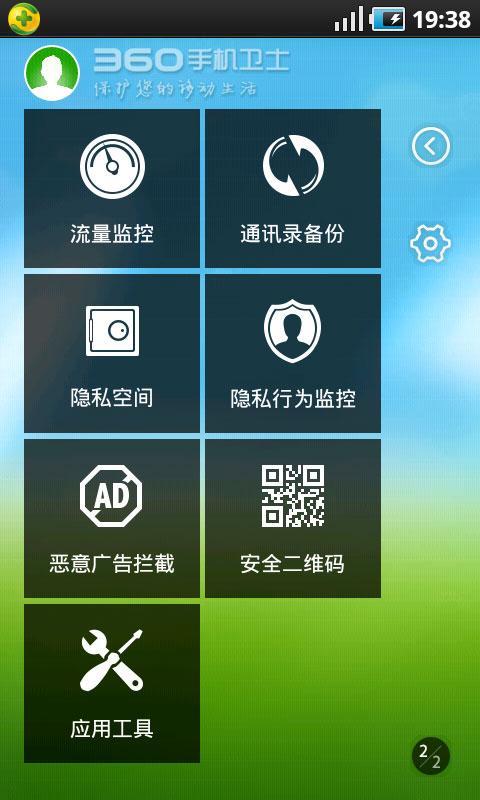 19:38
360手机卫士
保护您的移动生活
流量监控
通讯录备份
隐私空间
隐私行为监控
AD
恶意广告拦截
安全二维码
应用工具
2/2